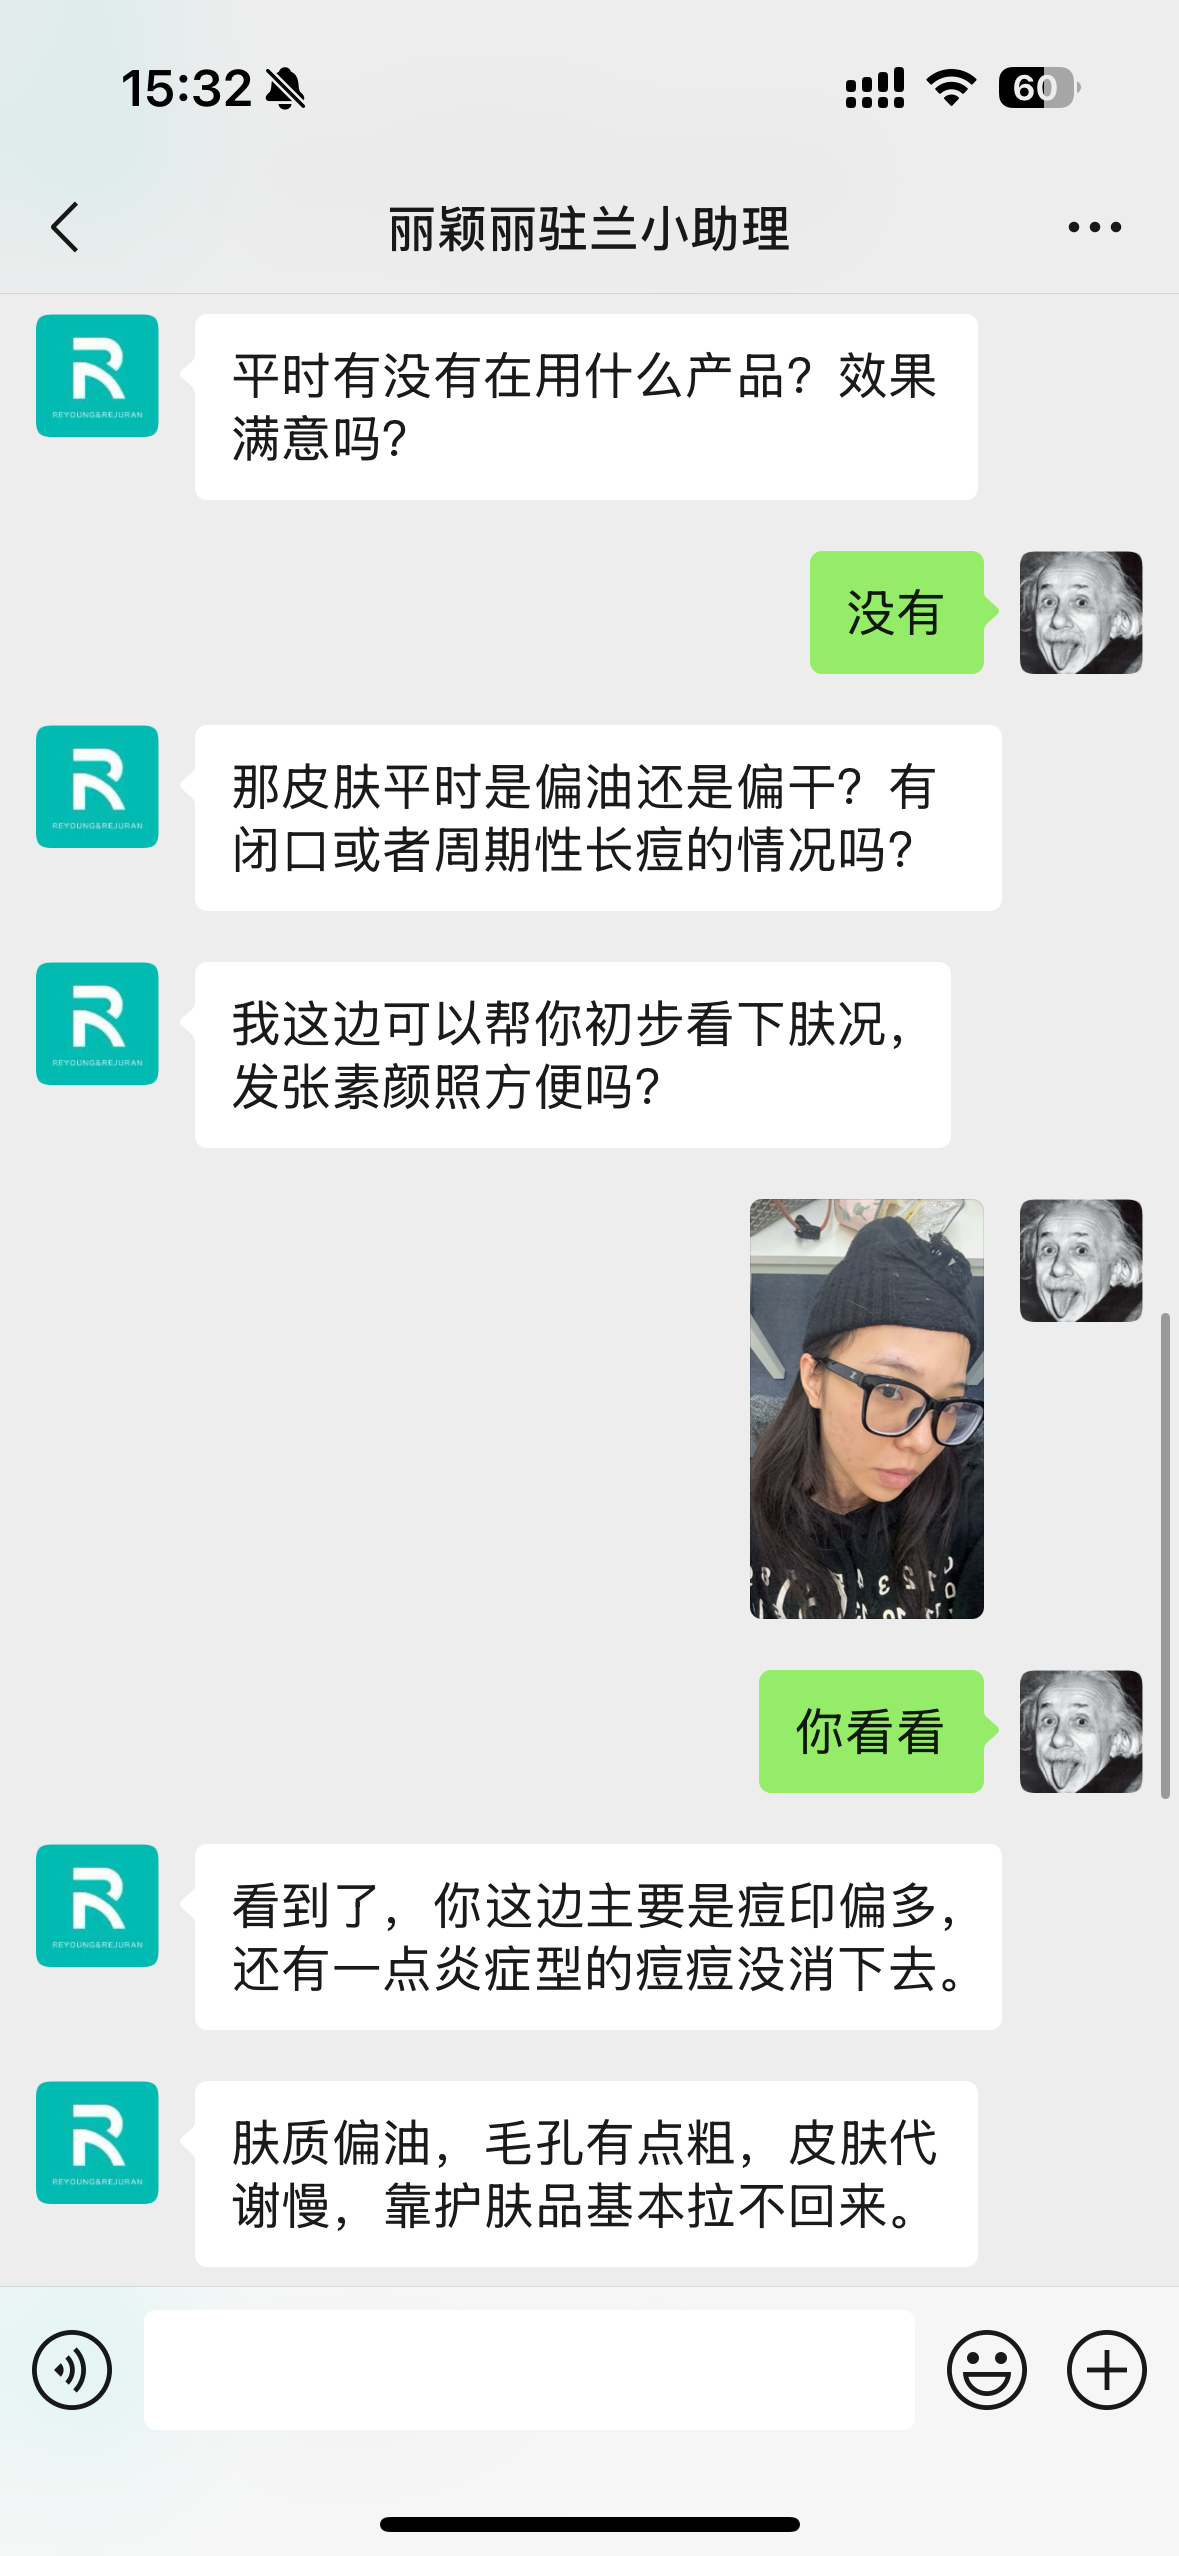 15:32
60
丽颖丽驻兰小助理
平时有没有在用什么产品？效果
满意吗？
REYOUNG&REJURAN
没有
那皮肤平时是偏油还是偏干？有
闭口或者周期性长痘的情况吗？
REYOUNG&REJURAN
我这边可以帮你初步看下肤况，
发张素颜照方便吗？
REYOUNG&REJURAN
你看看
看到了，你这边主要是痘印偏多，
还有一点炎症型的痘痘没消下去。
REYOUNG&REJURAN
肤质偏油，毛孔有点粗，皮肤代
谢慢，靠护肤品基本拉不回来。
REYOUNG&REJURAN